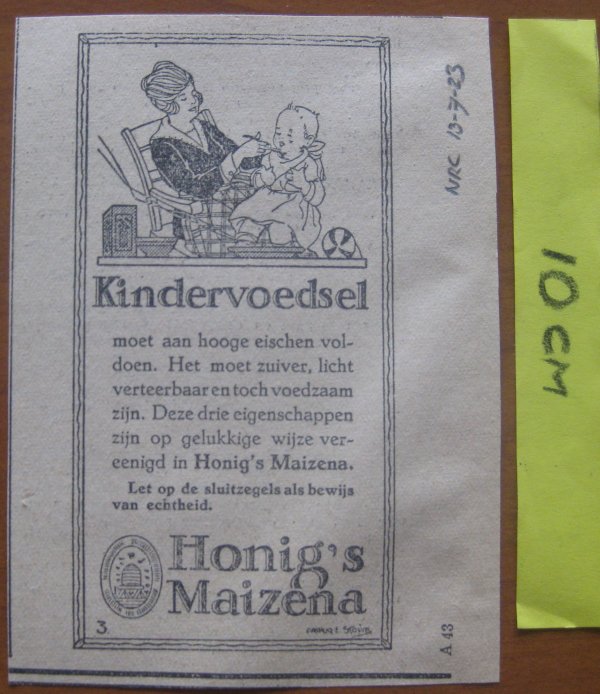 NRC 10-7-23
10 CM
Kindervoedsel
moet aan hooge eischen vol-
doen. Het moet zuiver, licht
verteerbaar en toch voedzaam
zijn. Deze drie eigenschappen
zijn op gelukkige wijze ver-
eenigd in Honig's Maizena.
Let op de sluitzegels als bewijs
van echtheid.
Honig's
Maizena
3.
A 43